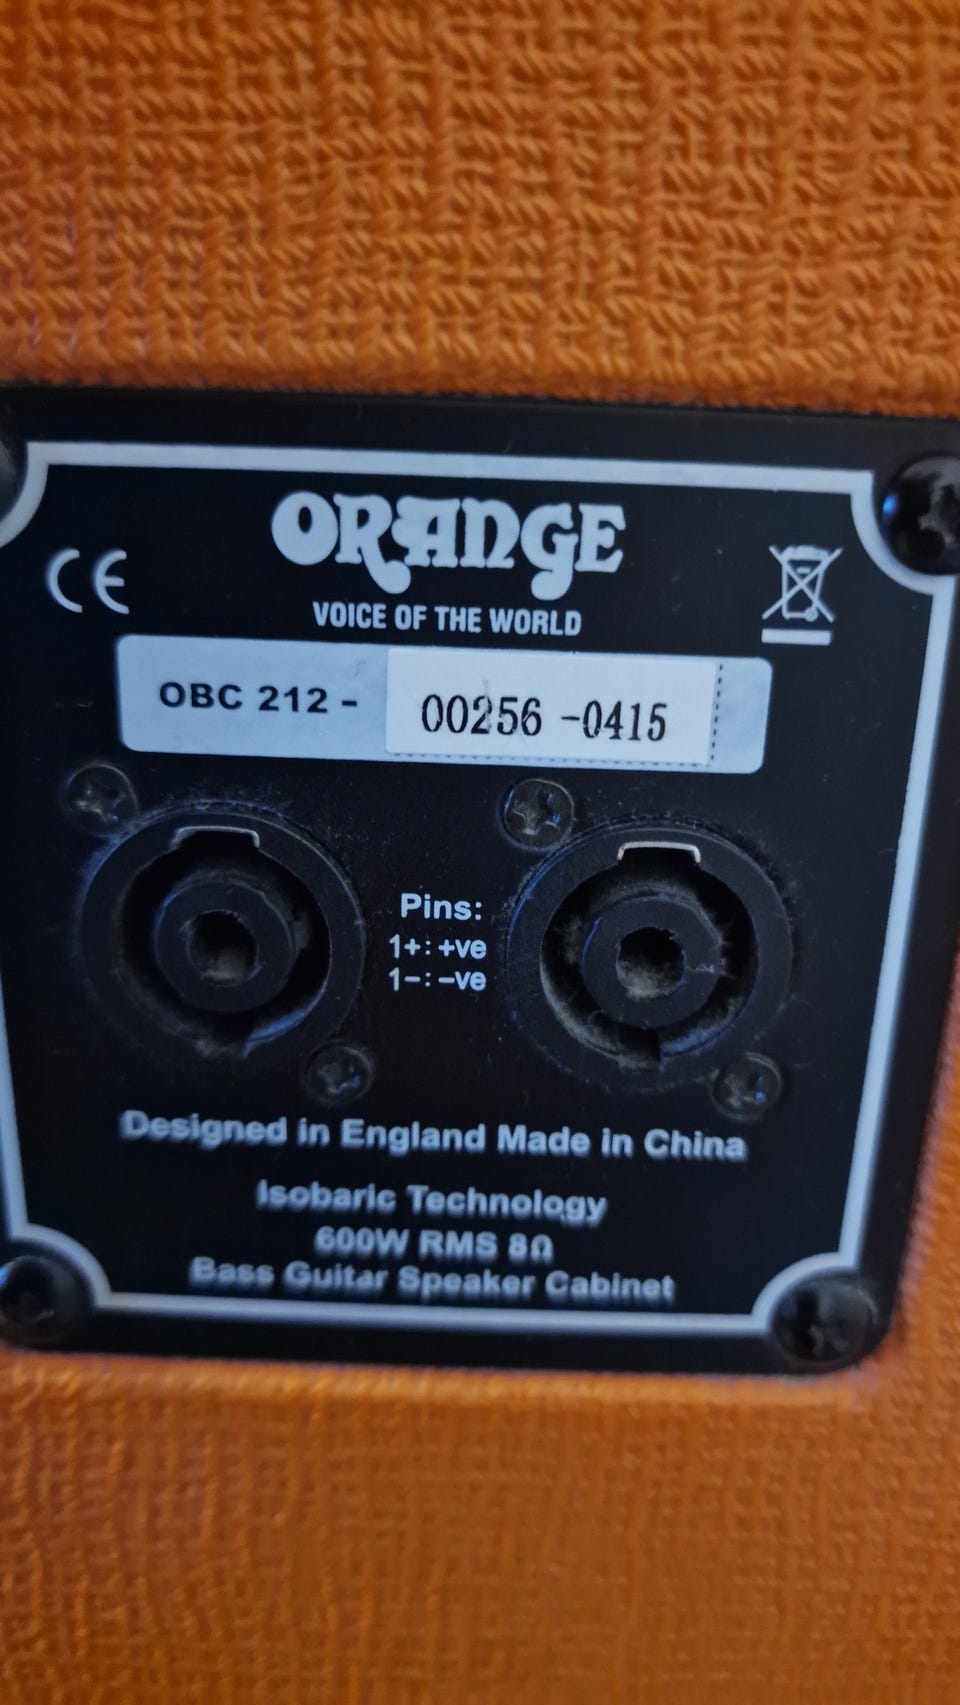 ORANGE
VOICE OF THE WORLD
CE
OBC 212 - 00256 -0415
Pins:
1+: +ve
1-: -ve
Designed in England Made in China
Isobaric Technology
600W RMS 8Ω
Bass Guitar Speaker Cabinet